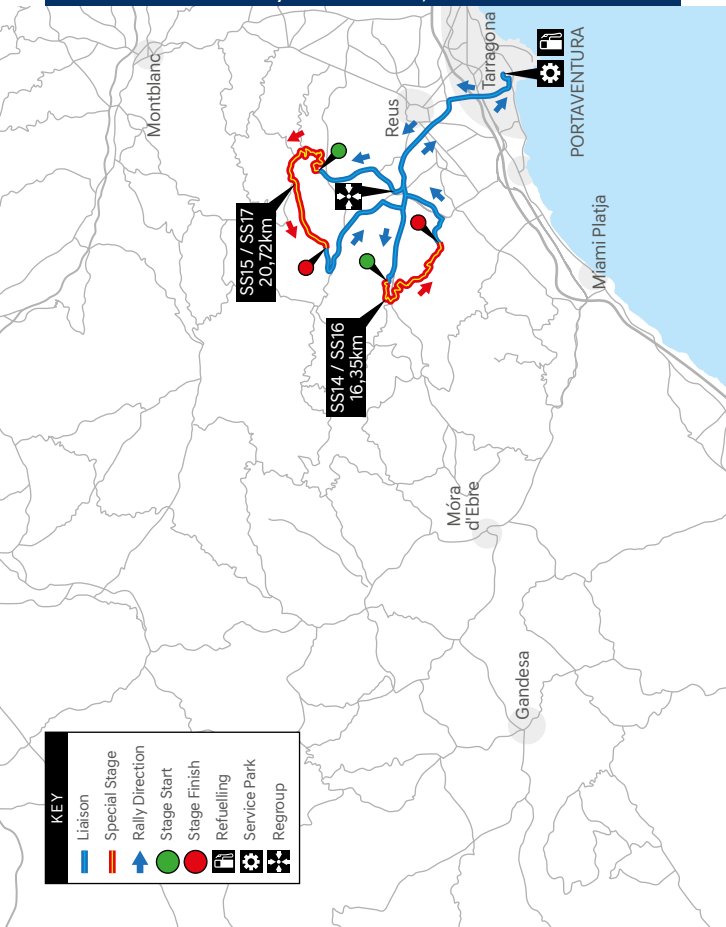 Montblanc
Reus
Tarragona
PORTAVENTURA
SS15 / SS17
20,72km
SS14 / SS16
16,35km
Miami Platja
Móra
d'Ebre
Gandesa
KEY
Liaison
Special Stage
Rally Direction
Stage Start
Stage Finish
Refuelling
Service Park
Regroup